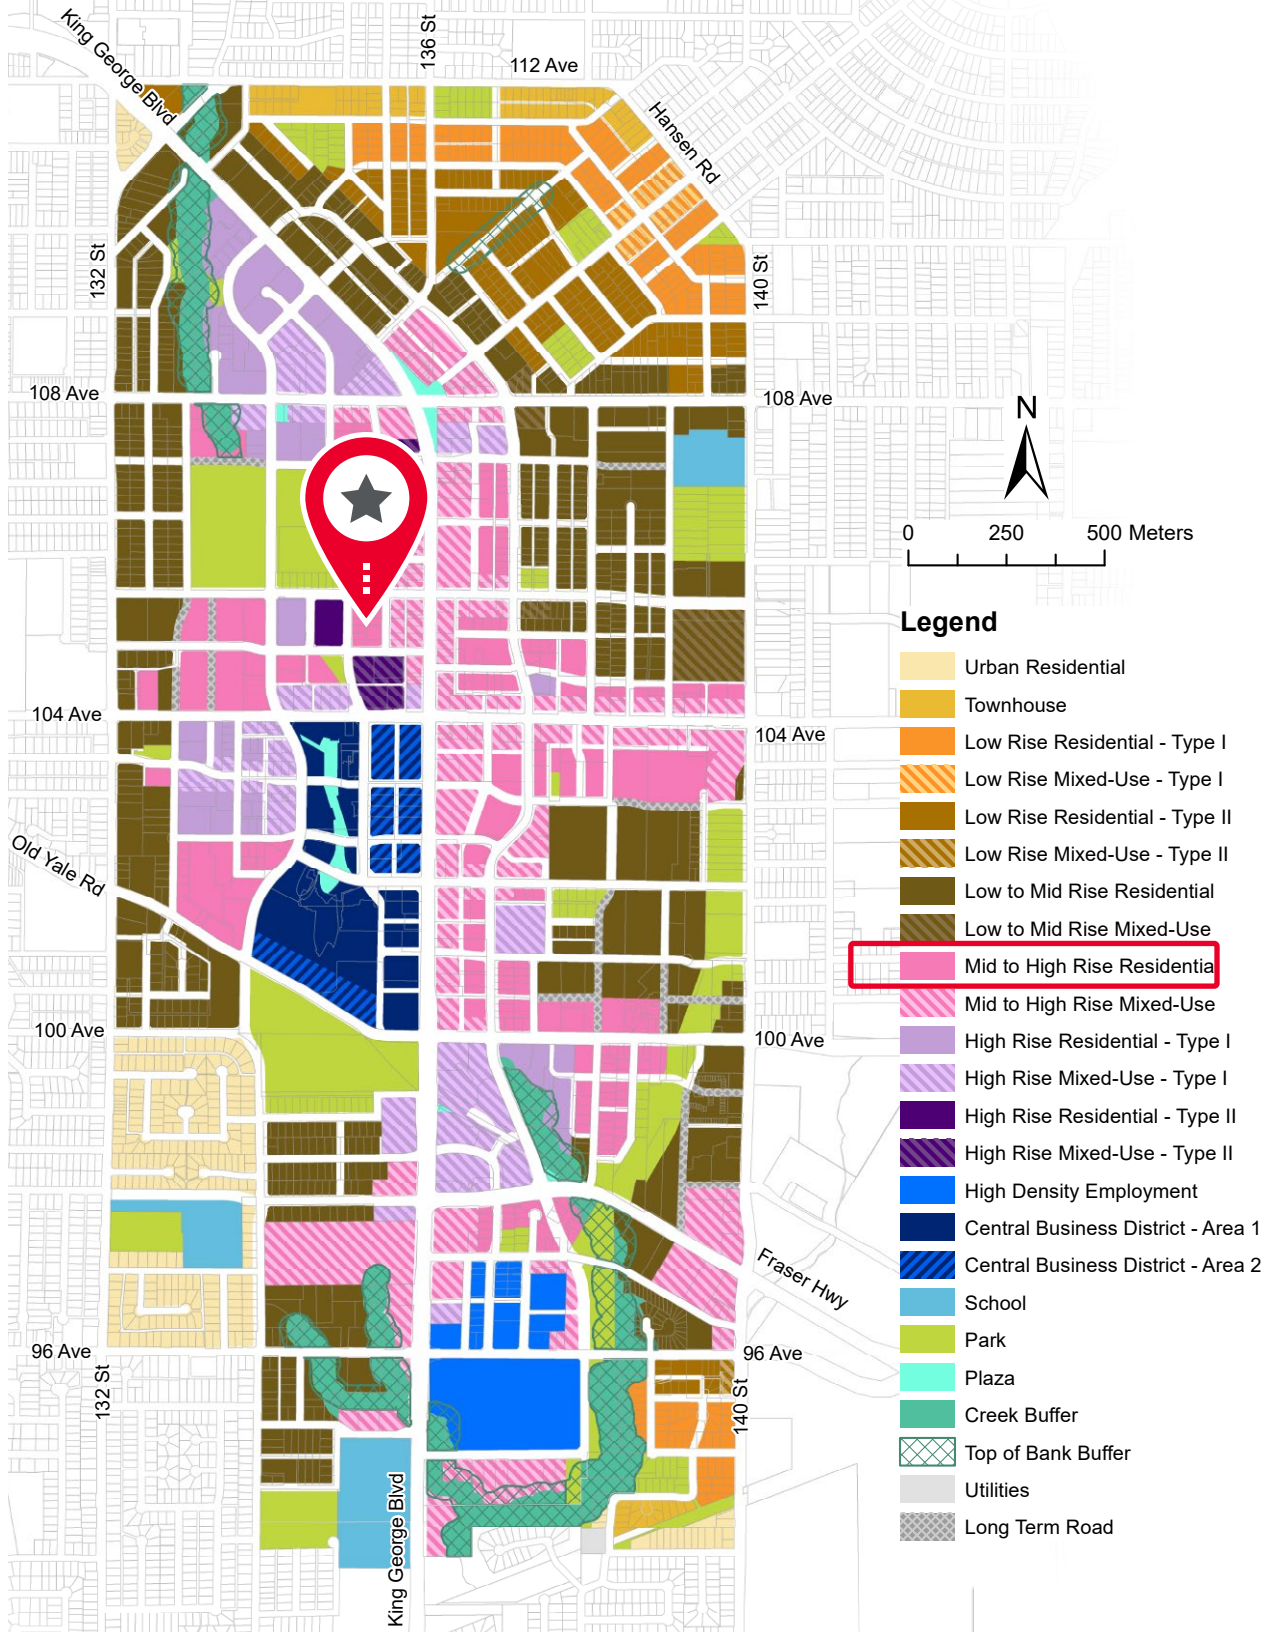 King George Blvd
136 St
112 Ave
Hansen Rd
132 St
140 St
108 Ave
108 Ave
N
0 250 500 Meters
Legend
Urban Residential
Townhouse
Low Rise Residential - Type I
Low Rise Mixed-Use - Type I
Low Rise Residential - Type II
Low Rise Mixed-Use - Type II
Low to Mid Rise Residential
Low to Mid Rise Mixed-Use
Mid to High Rise Residentia
Mid to High Rise Mixed-Use
High Rise Residential - Type I
High Rise Mixed-Use - Type I
High Rise Residential - Type II
High Rise Mixed-Use - Type II
High Density Employment
Central Business District - Area 1
Central Business District - Area 2
School
Park
Plaza
Creek Buffer
Top of Bank Buffer
Utilities
Long Term Road
104 Ave
104 Ave
Old Yale Rd
100 Ave
100 Ave
Fraser Hwy
96 Ave
96 Ave
132 St
140 St
King George Blvd